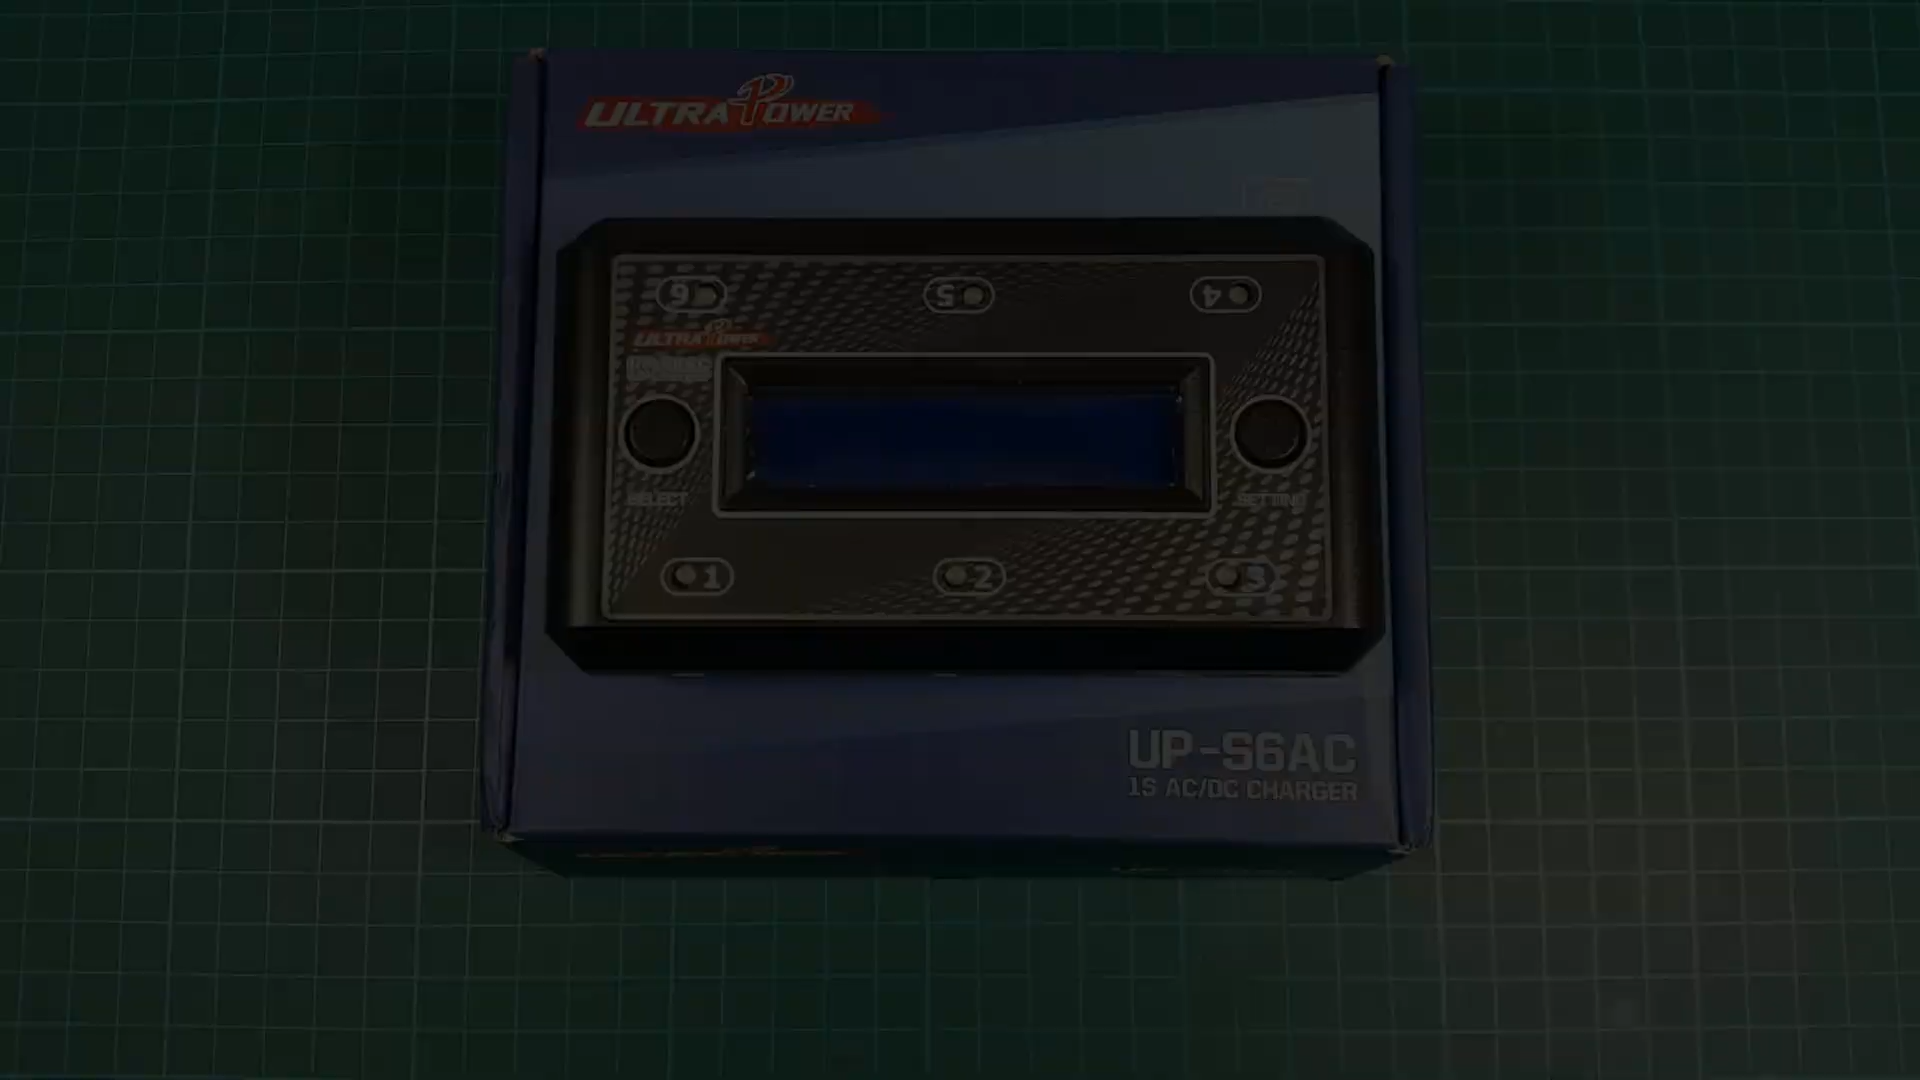 ULTRA POWER
6
5
4
ULTRA POWER
SELECT
SETTING
1
2
3
UP-S6AC
1S AC/DC CHARGER